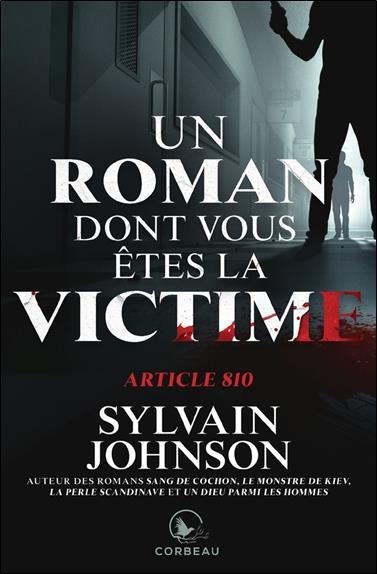 UN
ROMAN
DONT VOUS
ÊTES LA
VICTIME
ARTICLE 810
SYLVAIN
JOHNSON
AUTEUR DES ROMANS SANG DE COCHON, LE MONSTRE DE KIEV,
LA PERLE SCANDINAVE ET UN DIEU PARMI LES HOMMES
CORBEAU